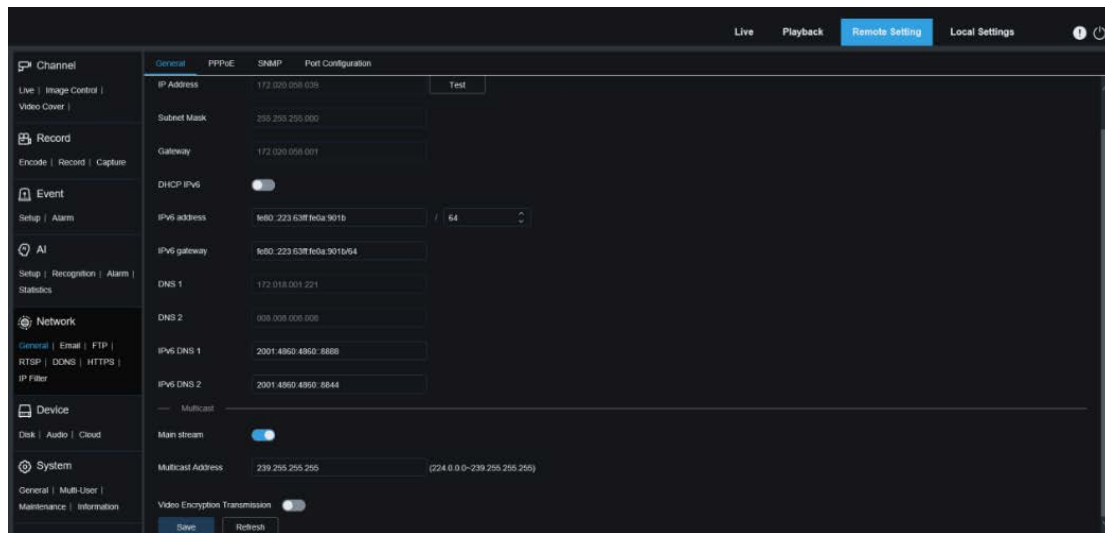 Live Playback Remote Setting Local Settings
Channel
Live | Image Control |
Video Cover |
Record
Encode | Record | Capture
Event
Setup | Alarm
AI
Setup | Recognition | Alarm |
Statistics
Network
General | Email | FTP |
RTSP | DDNS | HTTPS |
IP Filter
Device
Disk | Audio | Cloud
System
General | Multi-User |
Maintenance | Information
General PPPoE SNMP Port Configuration
IP Address 172.020.056.039 Test
Subnet Mask 255.255.255.000
Gateway 172.020.056.001
DHCP IPv6
IPv6 address fe80::223:63ff:fe0a:901b / 64
IPv6 gateway fe80::223:63ff:fe0a:901b/64
DNS 1 172.018.001.221
DNS 2 008.008.008.008
IPv6 DNS 1 2001:4860:4860::8888
IPv6 DNS 2 2001:4860:4860::8844
Multicast
Main stream
Multicast Address 239.255.255.255 (224.0.0.0~239.255.255.255)
Video Encryption Transmission
Save Refresh